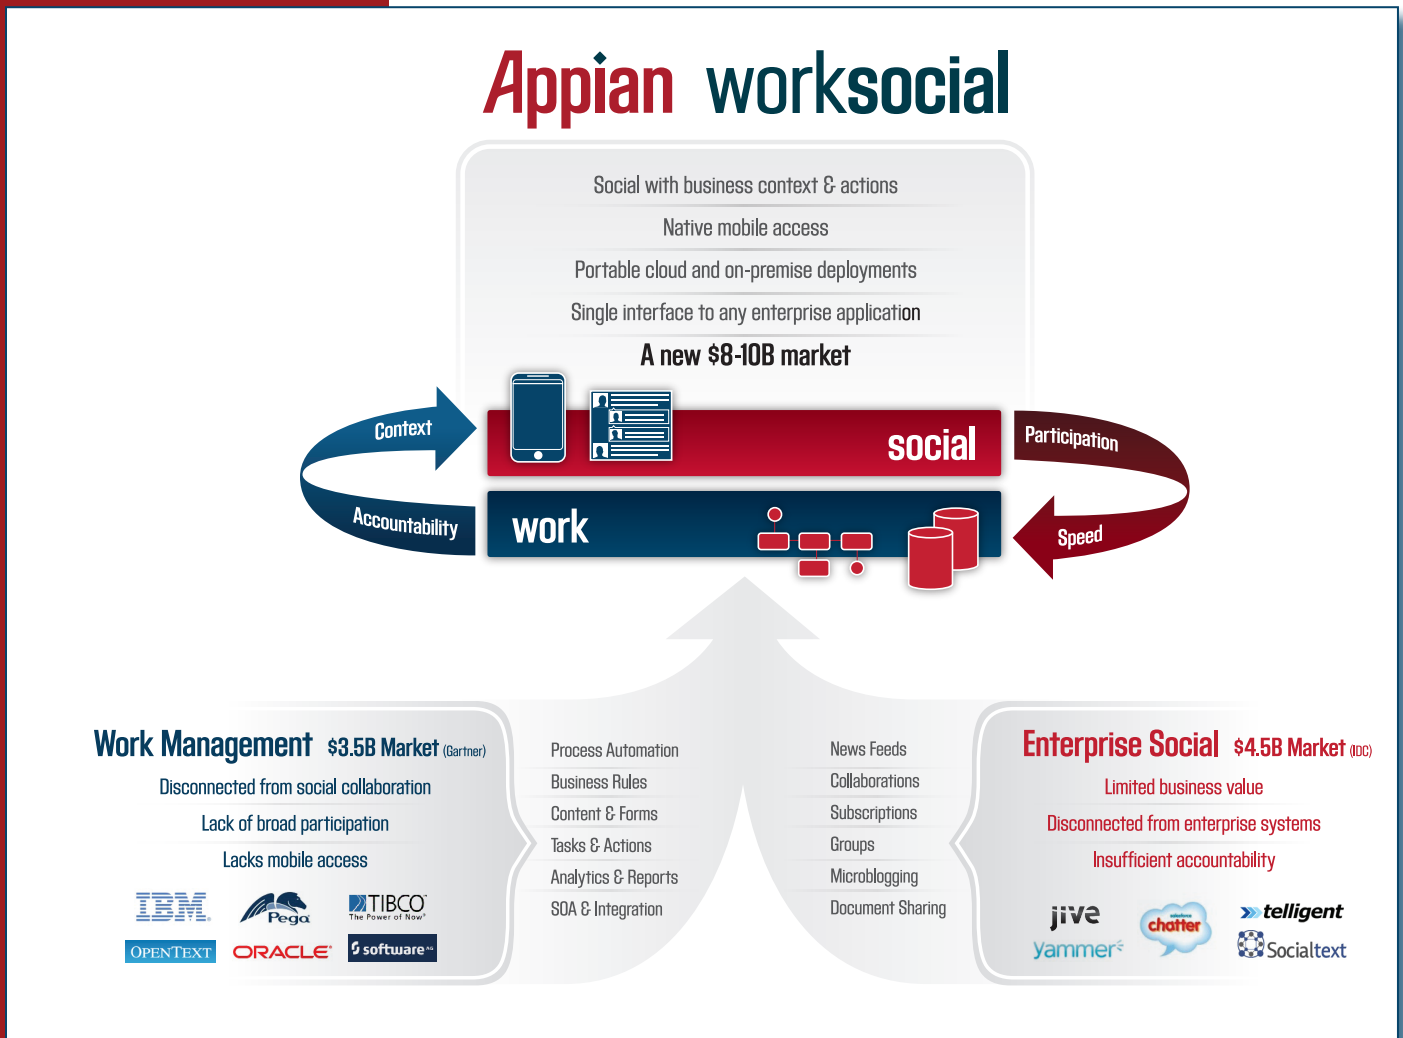 Appian worksocial
Social with business context & actions
Native mobile access
Portable cloud and on-premise deployments
Single interface to any enterprise application
A new $8-10B market
Context
social
Participation
Accountability
work
Speed
Work Management $3.5B Market (Gartner)
Disconnected from social collaboration
Lack of broad participation
Lacks mobile access
IBM
Pega
TIBCO
The Power of Now®
OPENTEXT
ORACLE®
software AG
Process Automation
Business Rules
Content & Forms
Tasks & Actions
Analytics & Reports
SOA & Integration
News Feeds
Collaborations
Subscriptions
Groups
Microblogging
Document Sharing
Enterprise Social $4.5B Market (IDC)
Limited business value
Disconnected from enterprise systems
Insufficient accountability
jive
salesforce
chatter
telligent
yammer
Socialtext